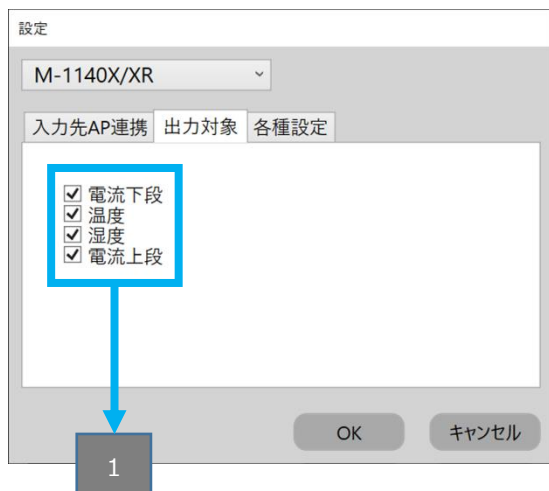 設定
M-1140X/XR
入力先AP連携 出力対象 各種設定
電流下段
温度
湿度
電流上段
OK キャンセル
1